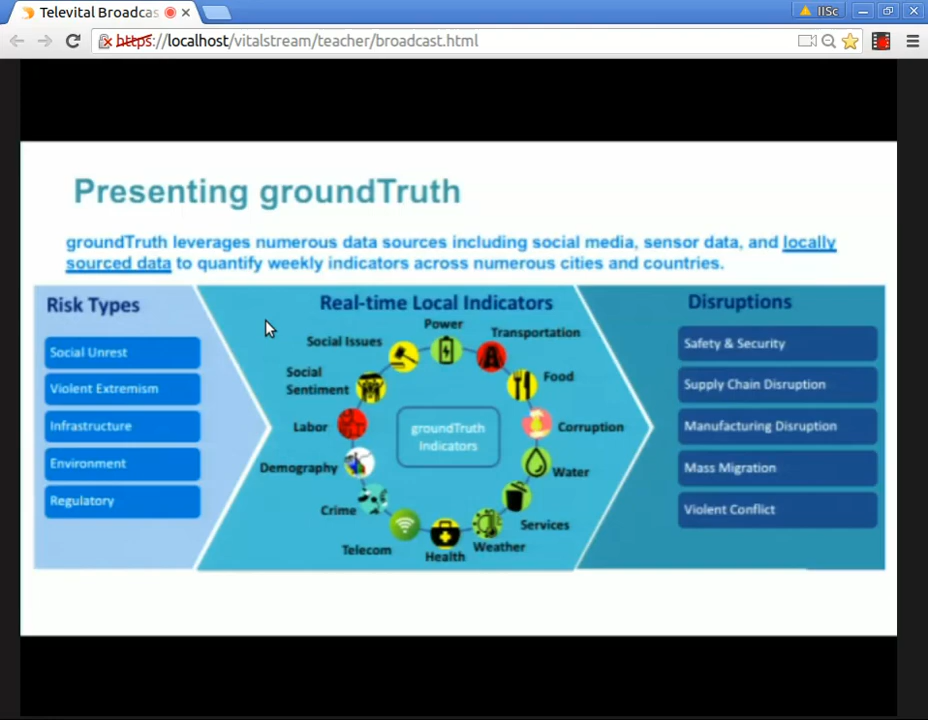 Televital Broadcas
IISc
https://localhost/vitalstream/teacher/broadcast.html
Presenting groundTruth
groundTruth leverages numerous data sources including social media, sensor data, and locally
sourced data to quantify weekly indicators across numerous cities and countries.
Risk Types
Social Unrest
Violent Extremism
Infrastructure
Environment
Regulatory
Real-time Local Indicators
Power
Transportation
Food
Corruption
Water
Services
Weather
Health
Telecom
Crime
Demography
Labor
Social
Sentiment
Social Issues
groundTruth
Indicators
Disruptions
Safety & Security
Supply Chain Disruption
Manufacturing Disruption
Mass Migration
Violent Conflict